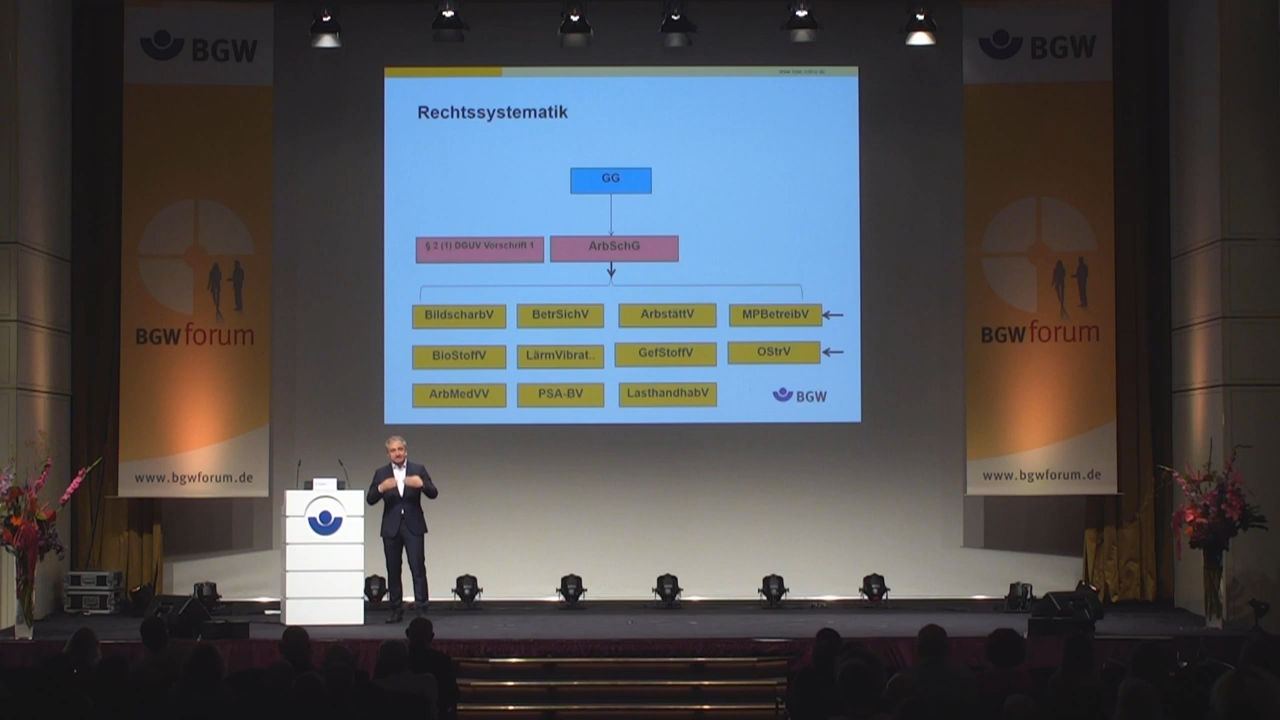 BGW
BGW
Rechtssystematik
GG
§ 2 (1) DGUV Vorschrift 1
ArbSchG
BildscharbV
BetrSichV
ArbstättV
MPBetreibV
BioStoffV
LärmVibrat..
GefStoffV
OStrV
ArbMedVV
PSA-BV
LasthandhabV
BGW
BGW forum
BGW forum
www.bgwforum.de
www.bgwforum.de